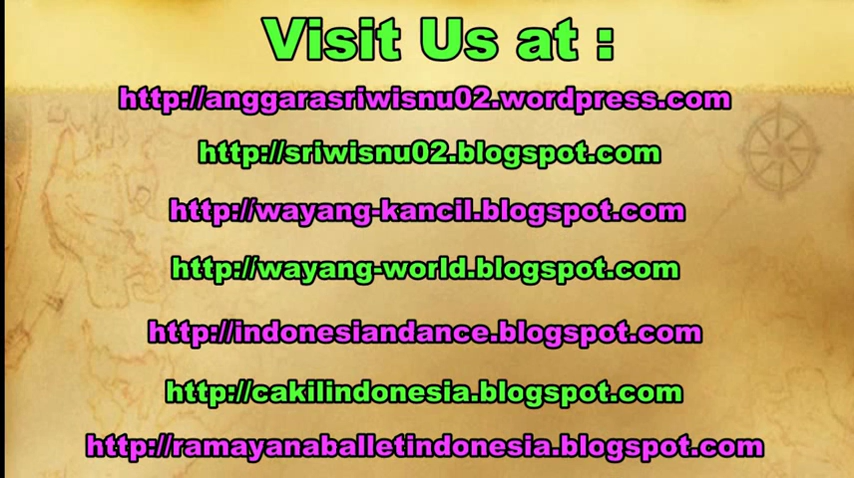 Visit Us at :
http://anggarasriwisnu02.wordpress.com
http://sriwisnu02.blogspot.com
http://wayang-kancil.blogspot.com
http://wayang-world.blogspot.com
http://indonesiandance.blogspot.com
http://cakilindonesia.blogspot.com
http://ramayanaballetindonesia.blogspot.com